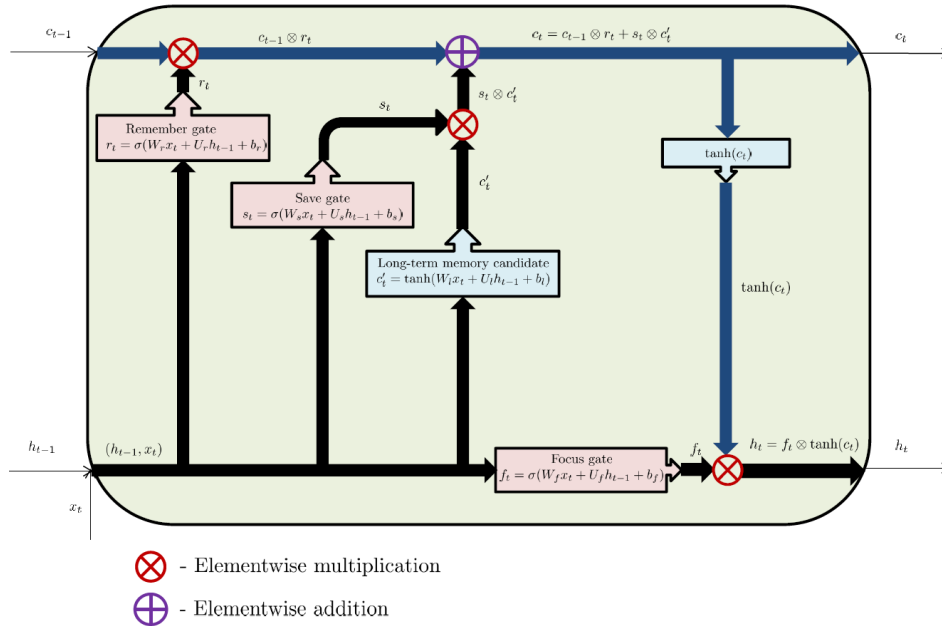 c_{t−1}
c_{t−1} ⊗ r_t
c_t = c_{t−1} ⊗ r_t + s_t ⊗ c′_t
c_t
r_t
s_t
s_t ⊗ c′_t
Remember gate
r_t = σ(W_r x_t + U_r h_{t−1} + b_r)
tanh(c_t)
c′_t
Save gate
s_t = σ(W_s x_t + U_s h_{t−1} + b_s)
Long-term memory candidate
c′_t = tanh(W_l x_t + U_l h_{t−1} + b_l)
tanh(c_t)
h_{t−1}
(h_{t−1}, x_t)
Focus gate
f_t = σ(W_f x_t + U_f h_{t−1} + b_f)
f_t
h_t = f_t ⊗ tanh(c_t)
h_t
x_t
⊗ - Elementwise multiplication
⊕ - Elementwise addition